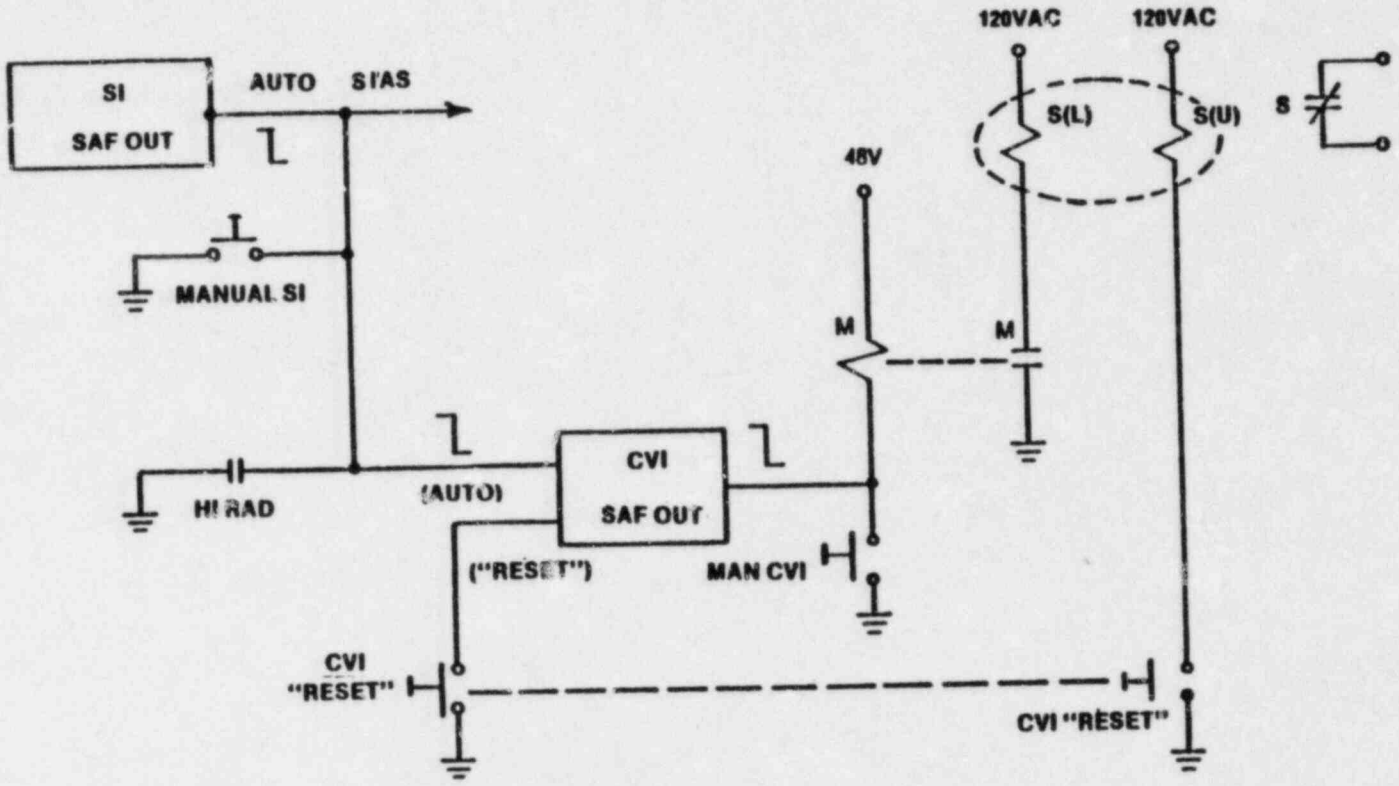 120VAC 120VAC
SI
SAF OUT
AUTO SIAS
S(L)
S(U)
S
48V
MANUAL SI
M
M
HI RAD
(AUTO)
CVI
SAF OUT
("RESET")
MAN CVI
CVI
"RESET"
CVI "RESET"